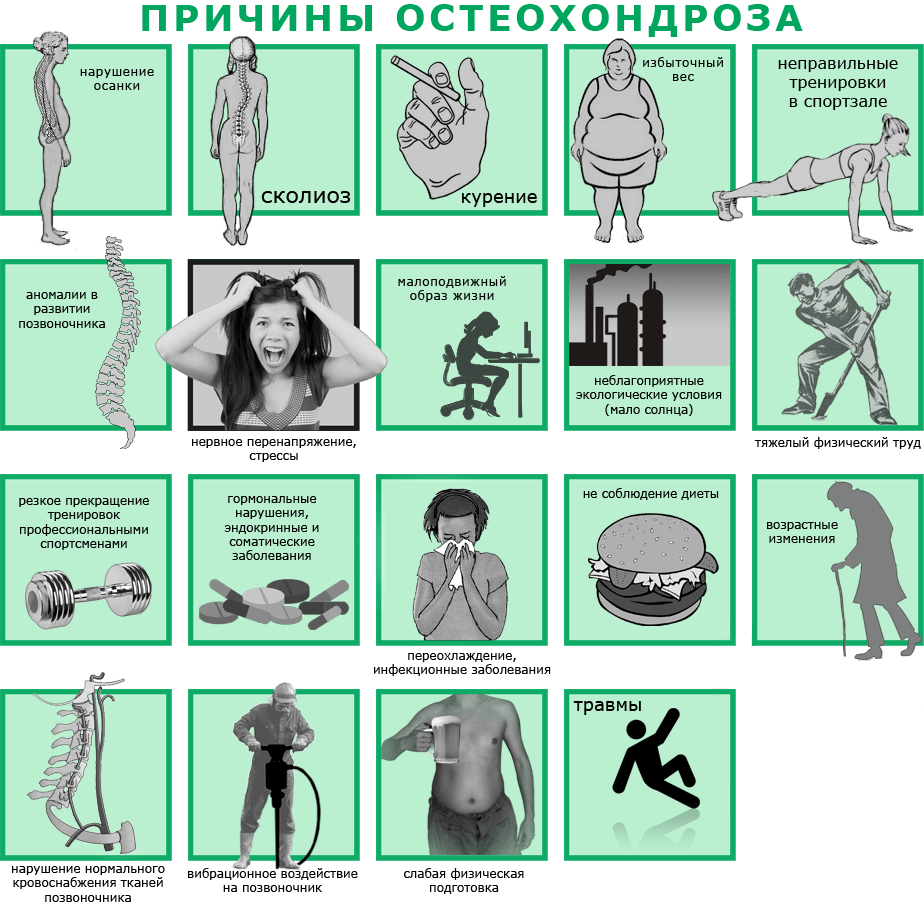 ПРИЧИНЫ ОСТЕОХОНДРОЗА
нарушение
осанки
сколиоз
курение
избыточный
вес
неправильные
тренировки
в спортзале
аномалии в
развитии
позвоночника
нервное перенапряжение,
стрессы
малоподвижный
образ жизни
неблагоприятные
экологические условия
(мало солнца)
тяжелый физический труд
резкое прекращение
тренировок
профессиональными
спортсменами
гормональные
нарушения,
эндокринные и
соматические
заболевания
переохлаждение,
инфекционные заболевания
не соблюдение диеты
возрастные
изменения
нарушение нормального
кровоснабжения тканей
позвоночника
вибрационное воздействие
на позвоночник
слабая физическая
подготовка
травмы